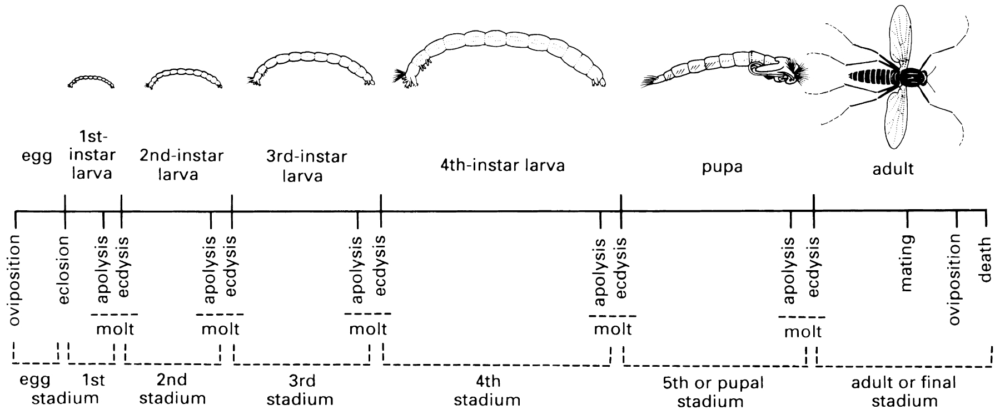 egg
1st-
instar
larva
2nd-instar
larva
3rd-instar
larva
4th-instar larva
pupa
adult
oviposition
eclosion
apolysis
ecdysis
apolysis
ecdysis
apolysis
ecdysis
apolysis
ecdysis
apolysis
ecdysis
mating
oviposition
death
molt
molt
molt
molt
molt
egg 1st
stadium
2nd
stadium
3rd
stadium
4th
stadium
5th or pupal
stadium
adult or final
stadium